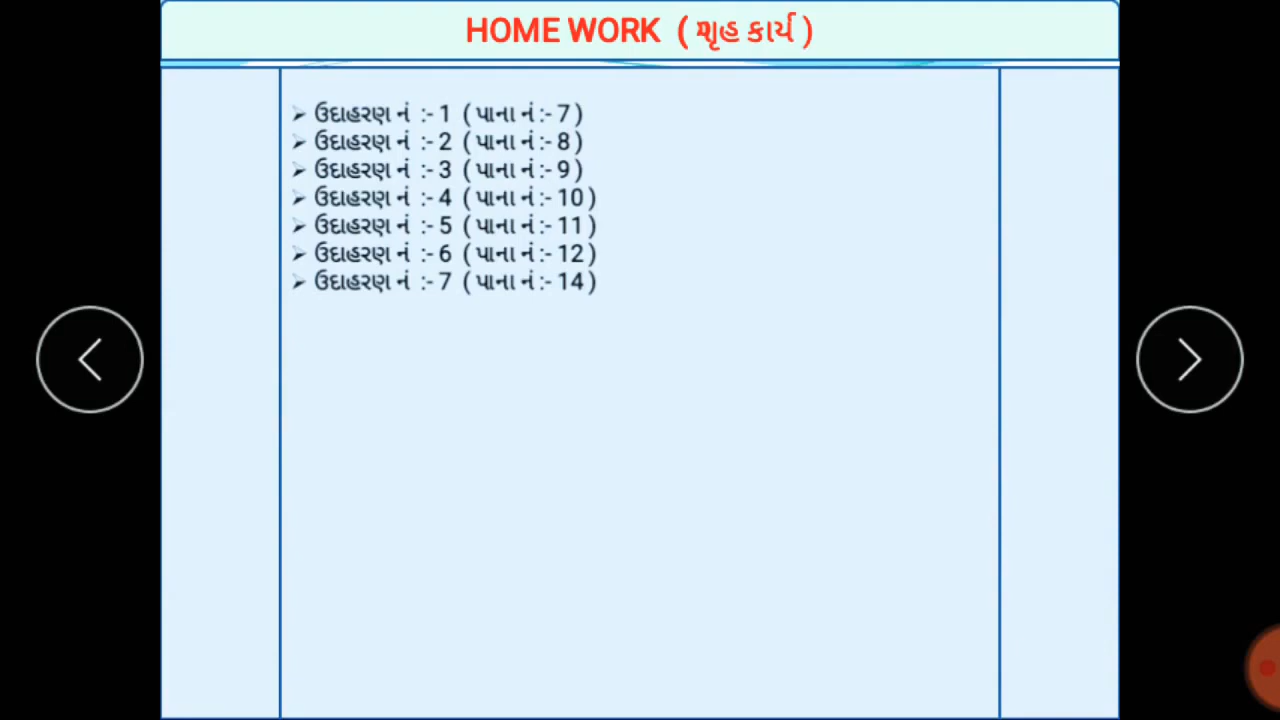 HOME WORK ( ગૃહ કાર્ય )
➢ ઉદાહરણ નં :- 1 ( પાના નં :- 7 )
➢ ઉદાહરણ નં :- 2 ( પાના નં :- 8 )
➢ ઉદાહરણ નં :- 3 ( પાના નં :- 9 )
➢ ઉદાહરણ નં :- 4 ( પાના નં :- 10 )
➢ ઉદાહરણ નં :- 5 ( પાના નં :- 11 )
➢ ઉદાહરણ નં :- 6 ( પાના નં :- 12 )
➢ ઉદાહરણ નં :- 7 ( પાના નં :- 14 )